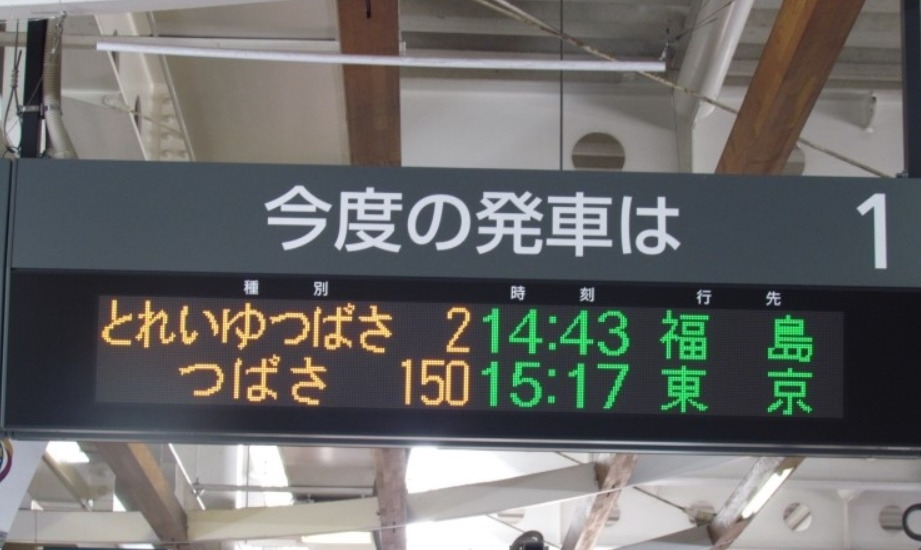 今度の発車は 1
種別 時刻 行先
とれいゆつばさ 2 14:43 福島
つばさ 150 15:17 東京